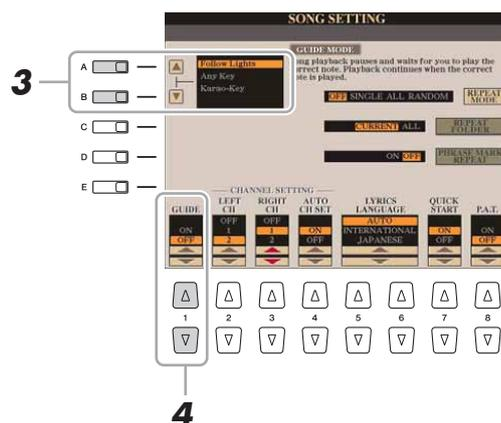 SONG SETTING
GUIDE MODE
Follow Lights
Any Key
Karao-Key
ong playback pauses and waits for you to play the
orrect note. Playback continues when the correct
ote is played.
3
A
B
C
D
E
OFF SINGLE ALL RANDOM
REPEAT
MODE
CURRENT ALL
REPEAT
FOLDER
ON OFF
PHRASE MARK
REPEAT
CHANNEL SETTING
GUIDE
ON
OFF
LEFT
CH
OFF
1
2
RIGHT
CH
OFF
1
2
AUTO
CH SET
ON
OFF
LYRICS
LANGUAGE
AUTO
INTERNATIONAL
JAPANESE
QUICK
START
ON
OFF
P.A.T.
ON
OFF
1
2
3
4
5
6
7
8
4